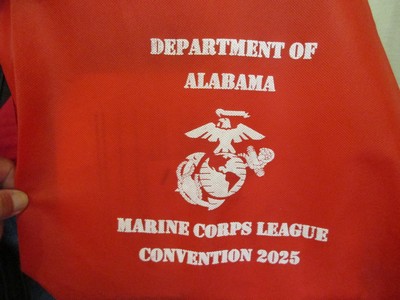 DEPARTMENT OF
ALABAMA
MARINE CORPS LEAGUE
CONVENTION 2025